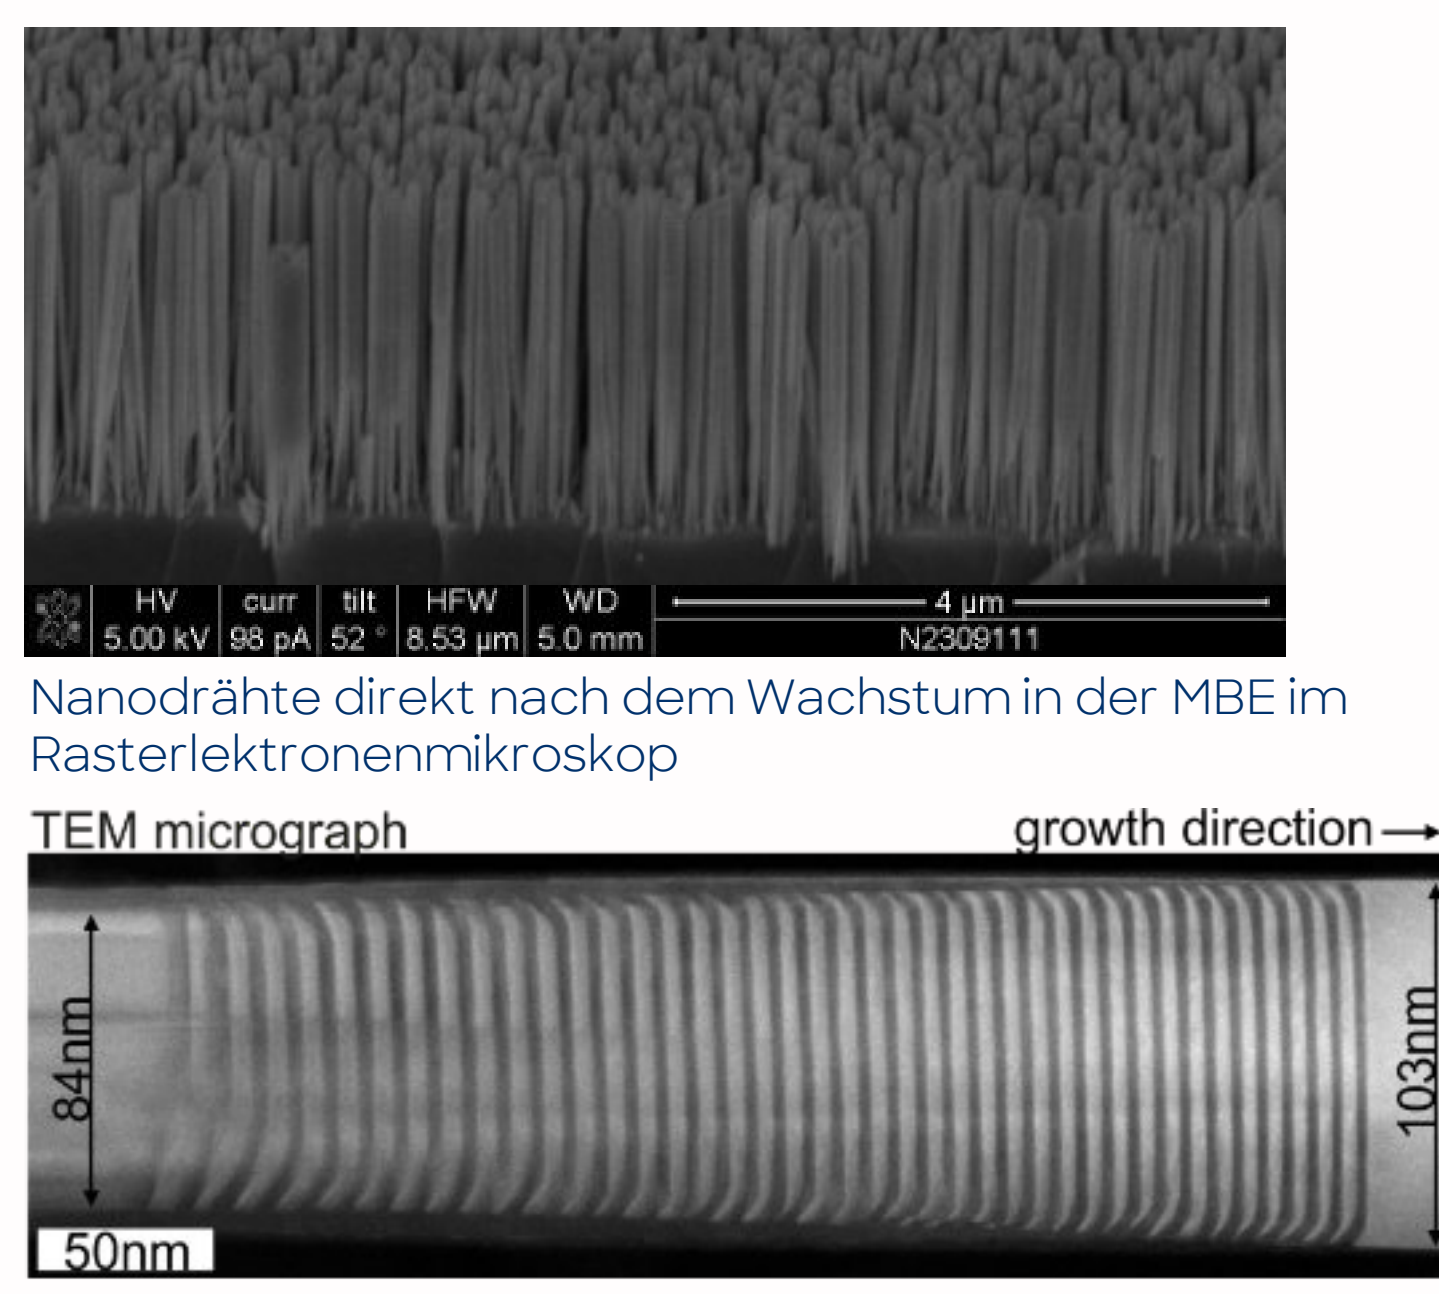 HV curr tilt HFW WD 4 µm
5.00 kV 98 pA 52 ° 8.53 µm 5.0 mm N2309111
Nanodrähte direkt nach dem Wachstum in der MBE im
Rasterlektronenmikroskop
TEM micrograph growth direction
84nm
103nm
50nm